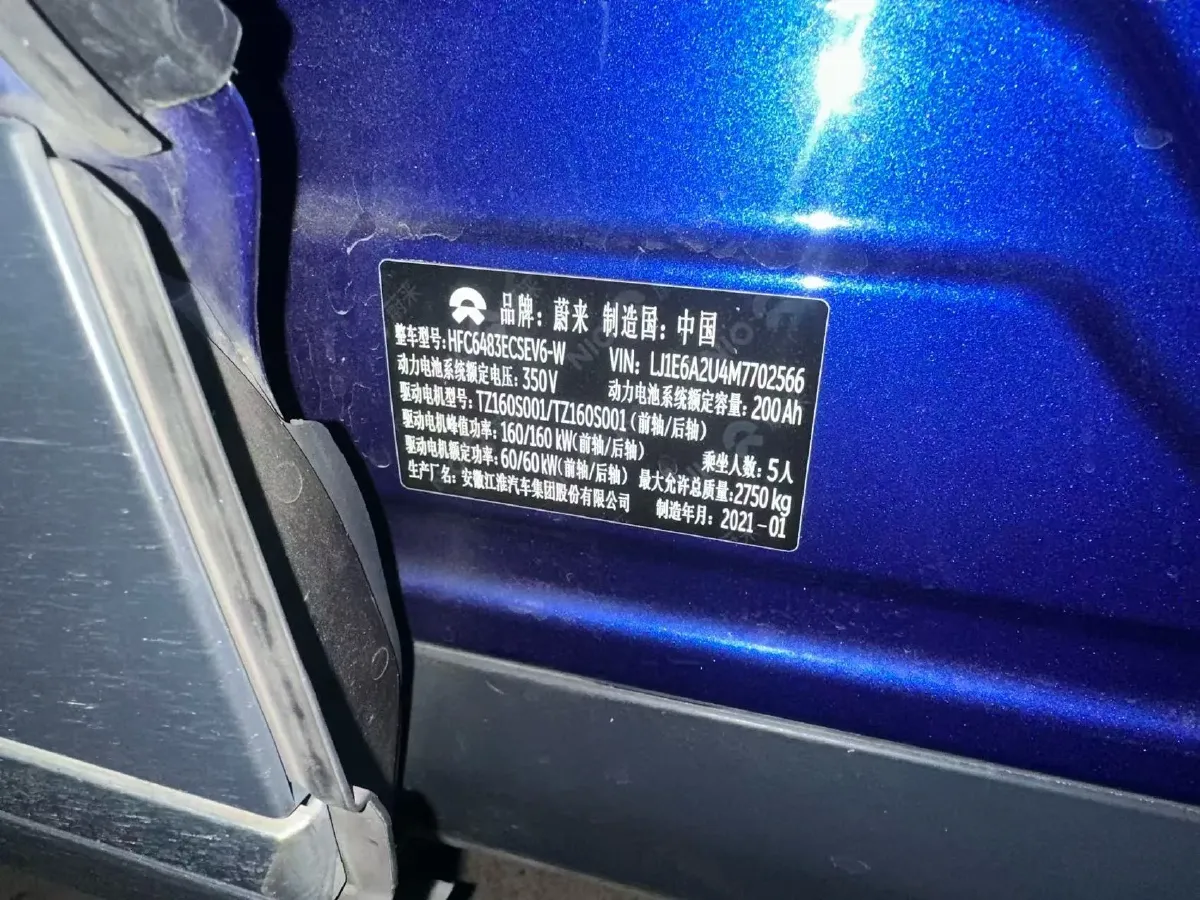 品牌：蔚来 制造国：中国
整车型号：HFC6483ECSEV6-W VIN：LJ1E6A2U4M7702566
动力电池系统额定电压：350V 动力电池系统额定容量：200Ah
驱动电机型号：TZ160S001/TZ160S001（前轴/后轴）
驱动电机峰值功率：160/160 kW(前轴/后轴) 乘坐人数：5人
驱动电机额定功率：60/60kW(前轴/后轴) 最大允许总质量：2750kg
生产厂名：安徽江淮汽车集团股份有限公司 制造年月：2021-01